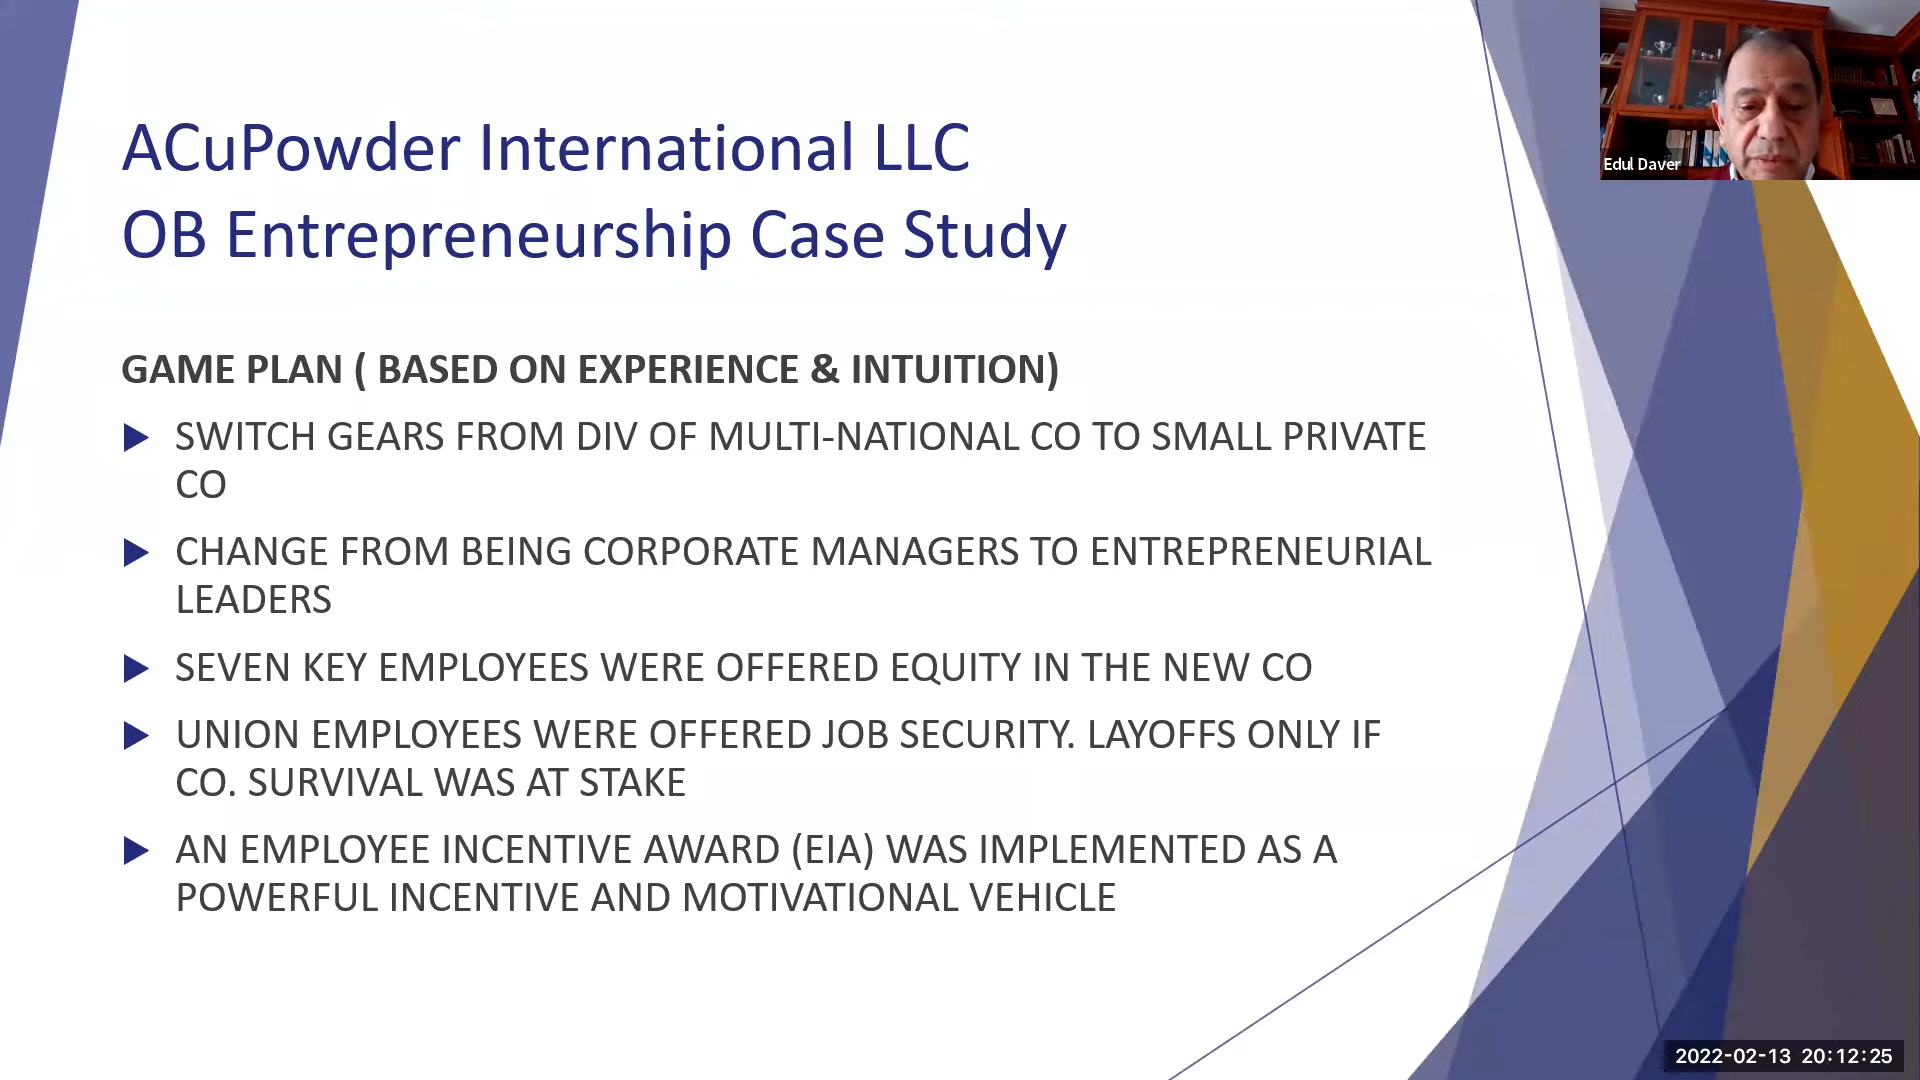 ACuPowder International LLC
OB Entrepreneurship Case Study
GAME PLAN ( BASED ON EXPERIENCE & INTUITION)
SWITCH GEARS FROM DIV OF MULTI-NATIONAL CO TO SMALL PRIVATE
CO
CHANGE FROM BEING CORPORATE MANAGERS TO ENTREPRENEURIAL
LEADERS
SEVEN KEY EMPLOYEES WERE OFFERED EQUITY IN THE NEW CO
UNION EMPLOYEES WERE OFFERED JOB SECURITY. LAYOFFS ONLY IF
CO. SURVIVAL WAS AT STAKE
AN EMPLOYEE INCENTIVE AWARD (EIA) WAS IMPLEMENTED AS A
POWERFUL INCENTIVE AND MOTIVATIONAL VEHICLE
Edul Daver
2022-02-13 20:12:25